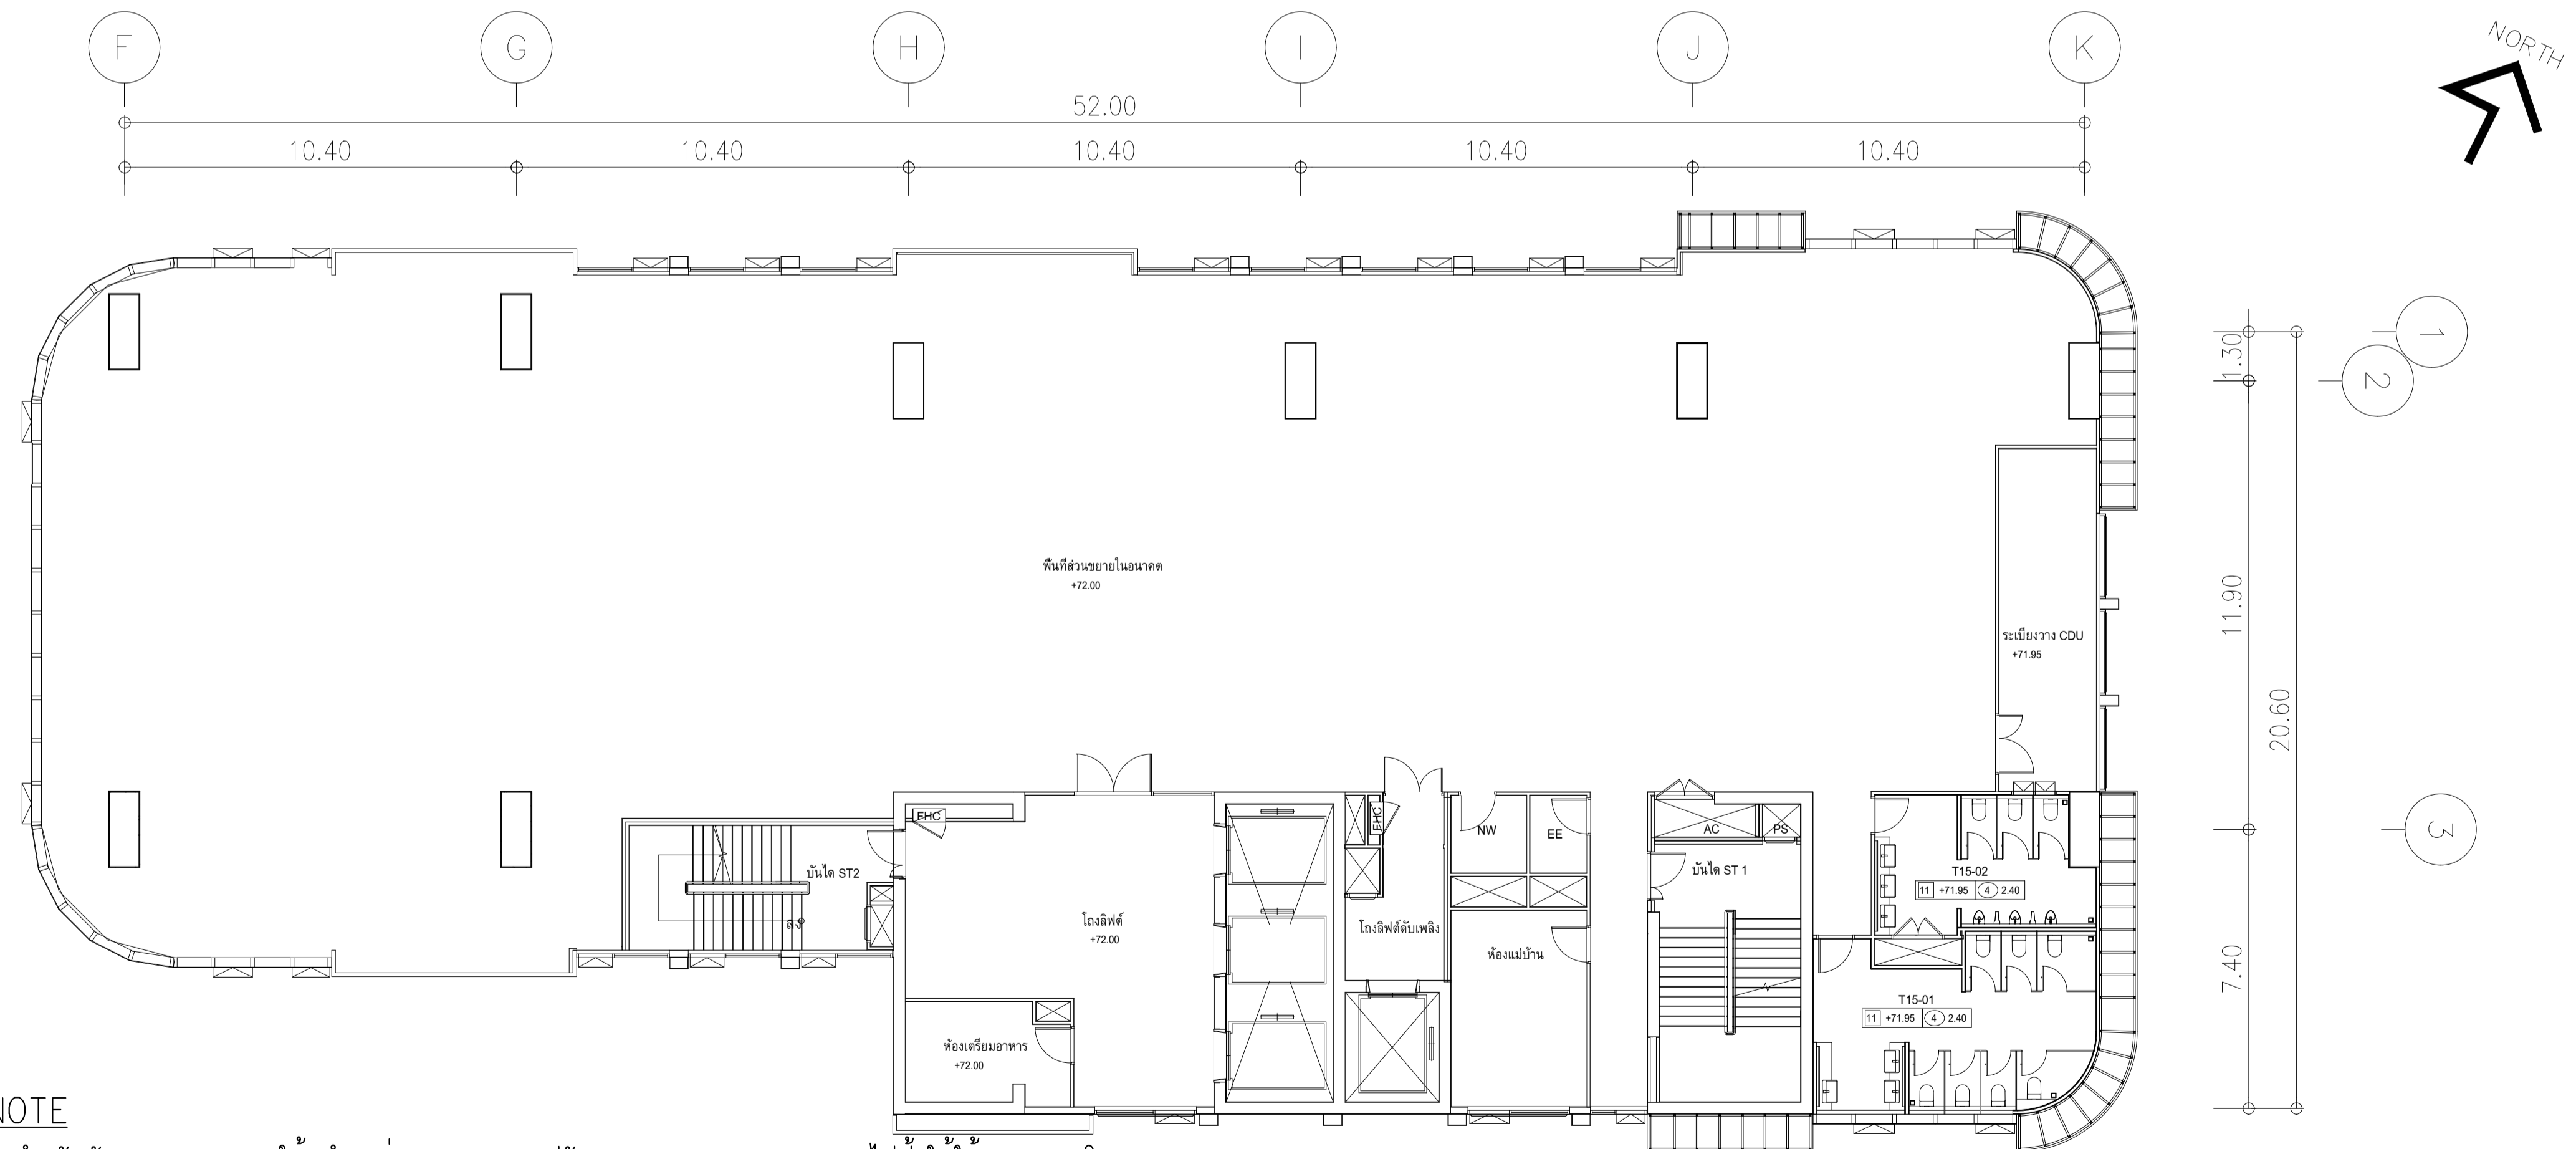 F G H I J K
NORTH
52.00
10.40 10.40 10.40 10.40 10.40
1
1.30
2
พื้นที่ส่วนขยายในอนาคต
+72.00
11.90
ระเบียงวาง CDU
+71.95
20.60
FHC
FHC
NW
EE
AC
PS
3
บันได ST2
บันได ST 1
T15-02
11 +71.95 4 2.40
ลง
โถงลิฟต์
+72.00
โถงลิฟต์ดับเพลิง
ห้องแม่บ้าน
7.40
T15-01
11 +71.95 4 2.40
ห้องเตรียมอาหาร
+72.00
NOTE